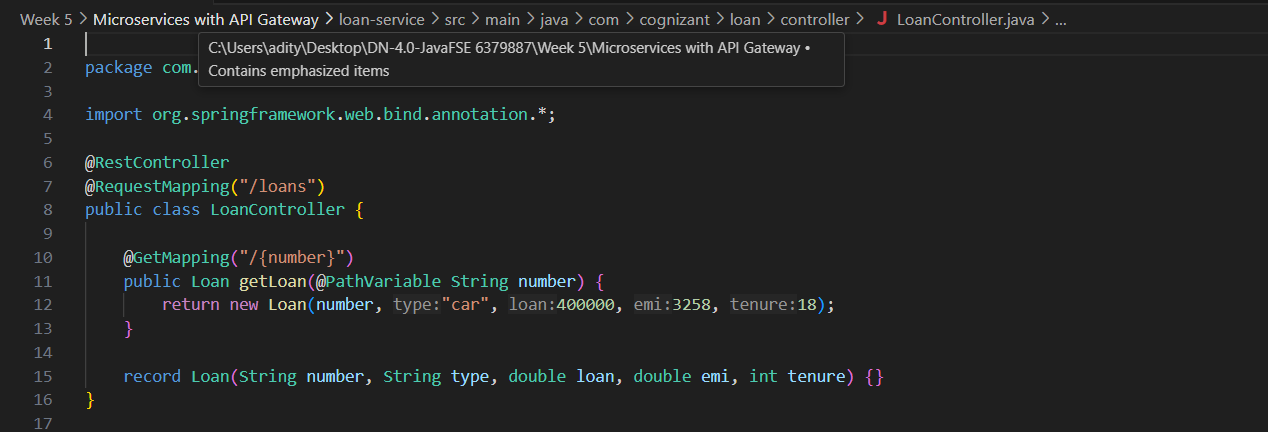 Week 5 > Microservices with API Gateway > loan-service > src > main > java > com > cognizant > loan > controller > J LoanController.java > ...
1
C:\Users\adity\Desktop\DN-4.0-JavaFSE 6379887\Week 5\Microservices with API Gateway •
Contains emphasized items
2 package com.
3
4 import org.springframework.web.bind.annotation.*;
5
6 @RestController
7 @RequestMapping("/loans")
8 public class LoanController {
9
10     @GetMapping("/{number}")
11     public Loan getLoan(@PathVariable String number) {
12         return new Loan(number, type:"car", loan:400000, emi:3258, tenure:18);
13     }
14
15     record Loan(String number, String type, double loan, double emi, int tenure) {}
16 }
17